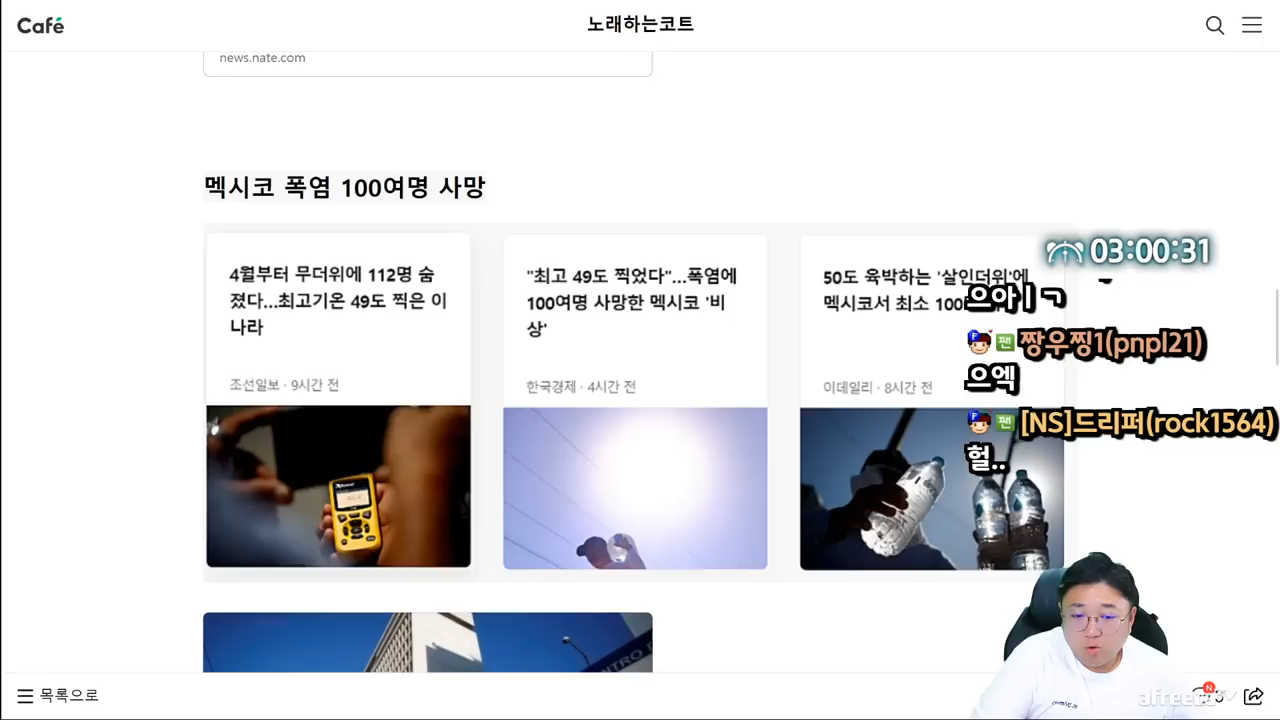 Café
노래하는코트
news.nate.com
멕시코 폭염 100여명 사망
4월부터 무더위에 112명 숨
졌다...최고기온 49도 찍은 이
나라
조선일보 · 9시간 전
"최고 49도 찍었다"...폭염에
100여명 사망한 멕시코 '비
상'
한국경제 · 4시간 전
50도 육박하는 '살인더위'에
멕시코서 최소 100
이데일리 · 8시간 전
03:00:31
으아ㅣㄱ
팬 짱우찡1(pnpl21)
으엑
팬 [NS]드리퍼(rock1564)
헐..
목록으로
N